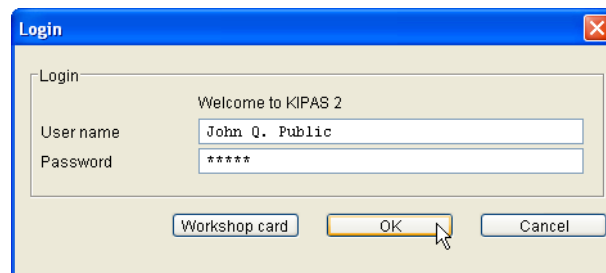 Login
Login
Welcome to KIPAS 2
User name John Q. Public
Password *****
Workshop card OK Cancel